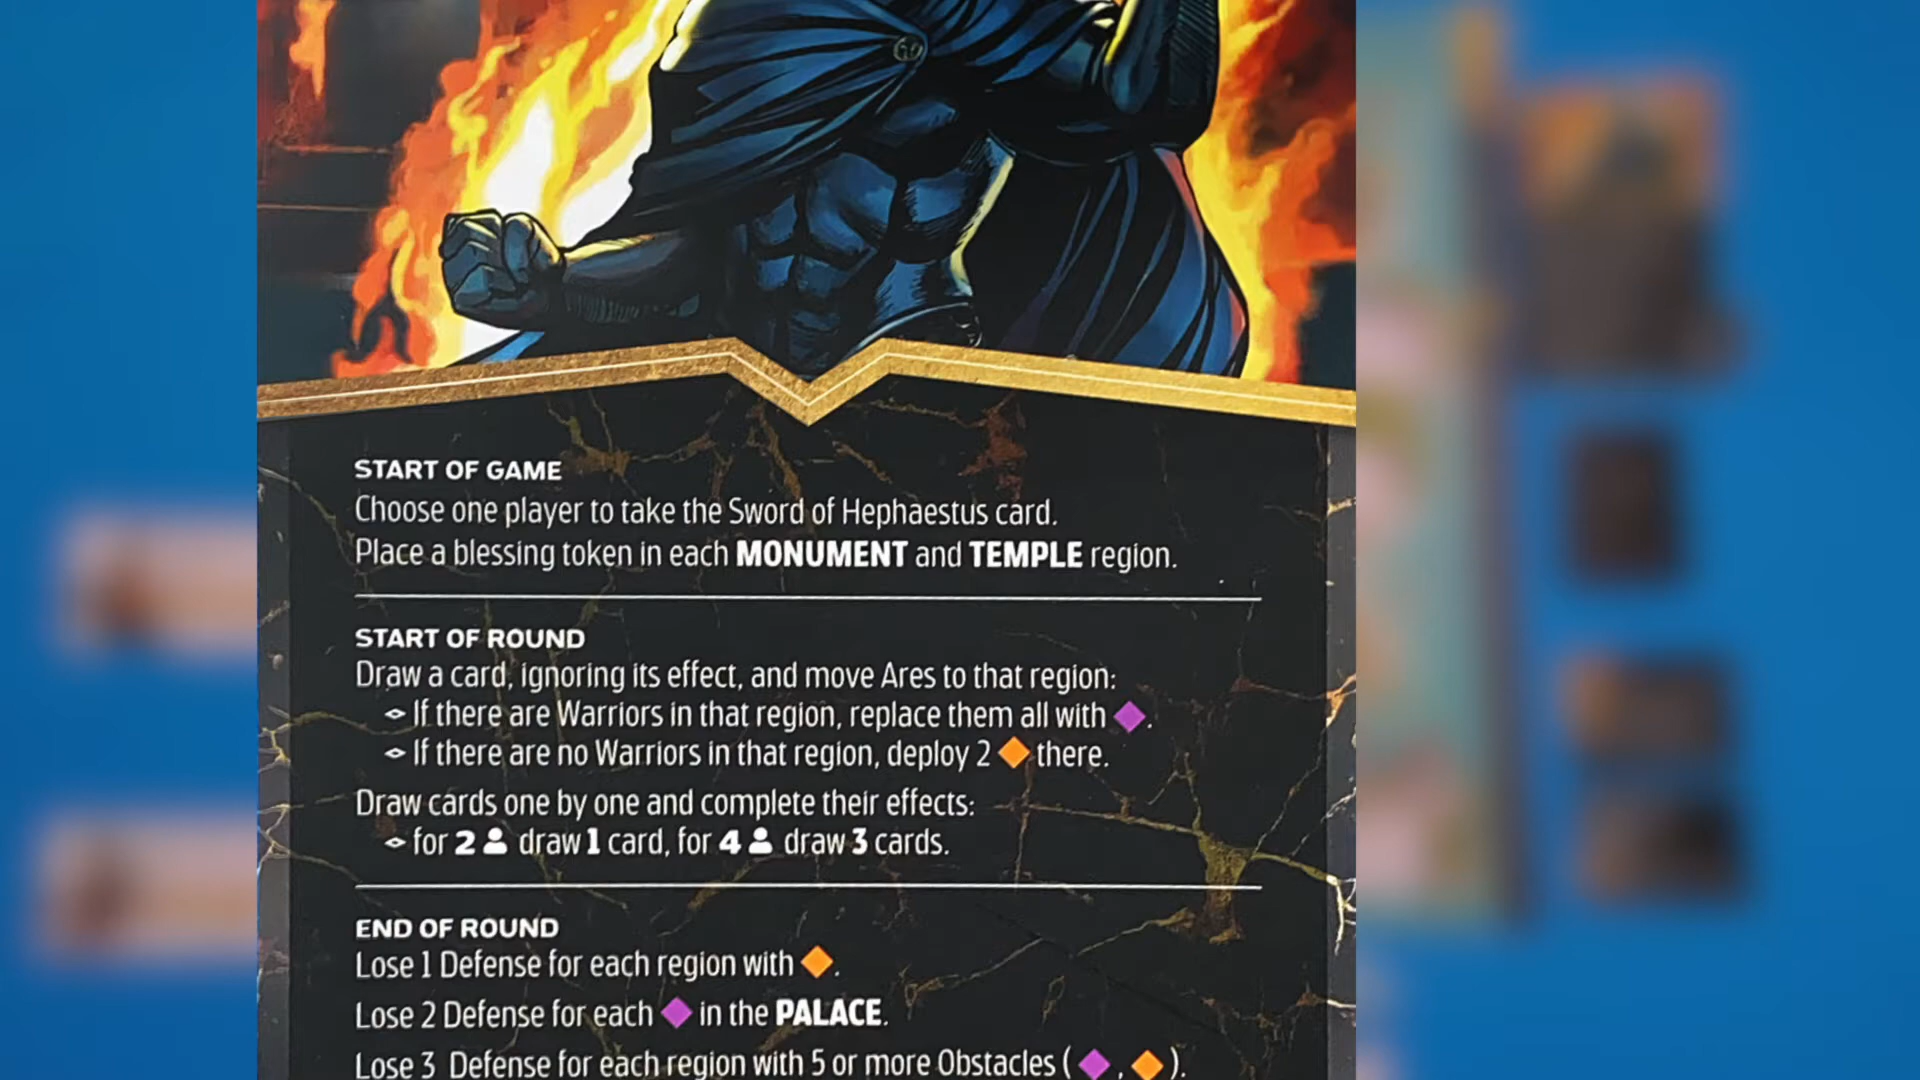 START OF GAME
Choose one player to take the Sword of Hephaestus card.
Place a blessing token in each MONUMENT and TEMPLE region.
START OF ROUND
Draw a card, ignoring its effect, and move Ares to that region:
If there are Warriors in that region, replace them all with ◆.
If there are no Warriors in that region, deploy 2 ◆ there.
Draw cards one by one and complete their effects:
for 2 draw 1 card, for 4 draw 3 cards.
END OF ROUND
Lose 1 Defense for each region with ◆.
Lose 2 Defense for each ◆ in the PALACE.
Lose 3 Defense for each region with 5 or more Obstacles (◆, ◆).